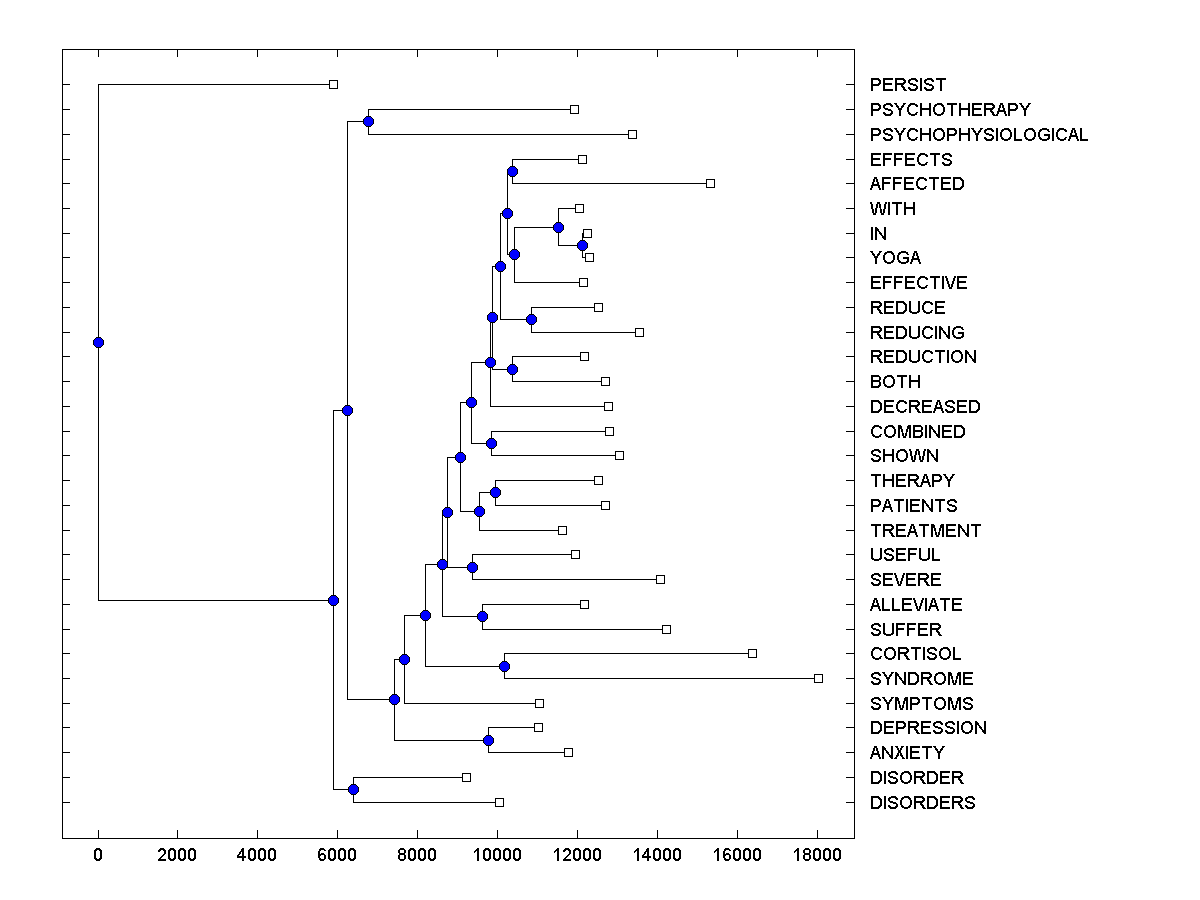 PERSIST
PSYCHOTHERAPY
PSYCHOPHYSIOLOGICAL
EFFECTS
AFFECTED
WITH
IN
YOGA
EFFECTIVE
REDUCE
REDUCING
REDUCTION
BOTH
DECREASED
COMBINED
SHOWN
THERAPY
PATIENTS
TREATMENT
USEFUL
SEVERE
ALLEVIATE
SUFFER
CORTISOL
SYNDROME
SYMPTOMS
DEPRESSION
ANXIETY
DISORDER
DISORDERS
0 2000 4000 6000 8000 10000 12000 14000 16000 18000